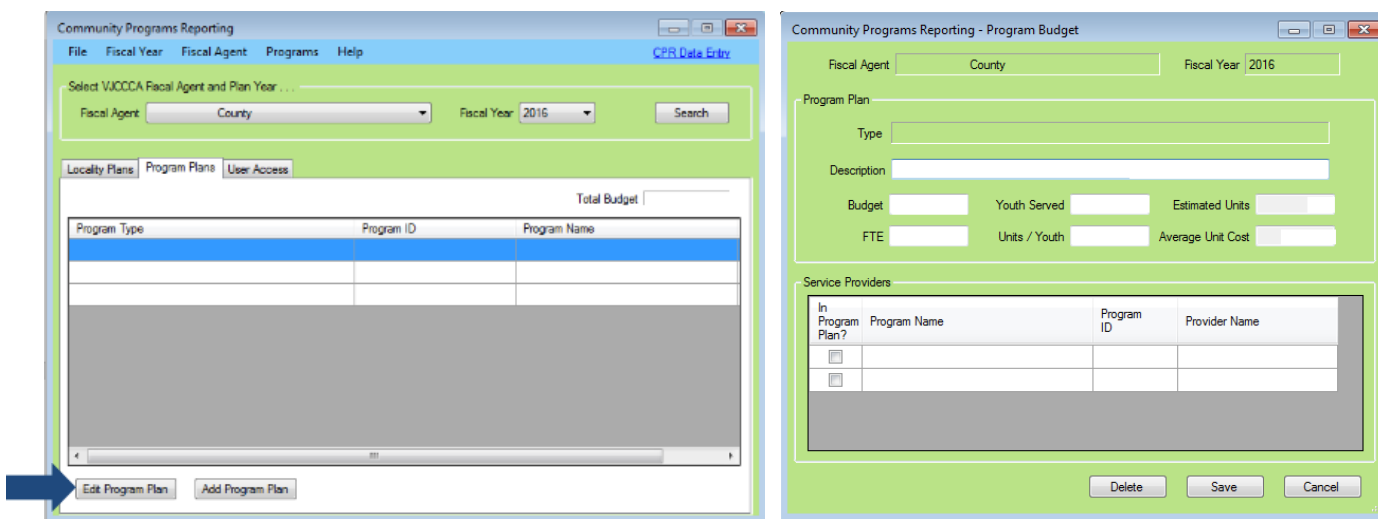 Community Programs Reporting
File Fiscal Year Fiscal Agent Programs Help CPR Data Entry
Select VJCCCA Fiscal Agent and Plan Year . . .
Fiscal Agent County Fiscal Year 2016 Search
Locality Plans Program Plans User Access
Total Budget
Program Type Program ID Program Name
Edit Program Plan Add Program Plan
Community Programs Reporting - Program Budget
Fiscal Agent County Fiscal Year 2016
Program Plan
Type
Description
Budget Youth Served Estimated Units
FTE Units / Youth Average Unit Cost
Service Providers
In
Program
Plan?
Program Name
Program
ID
Provider Name
Delete Save Cancel